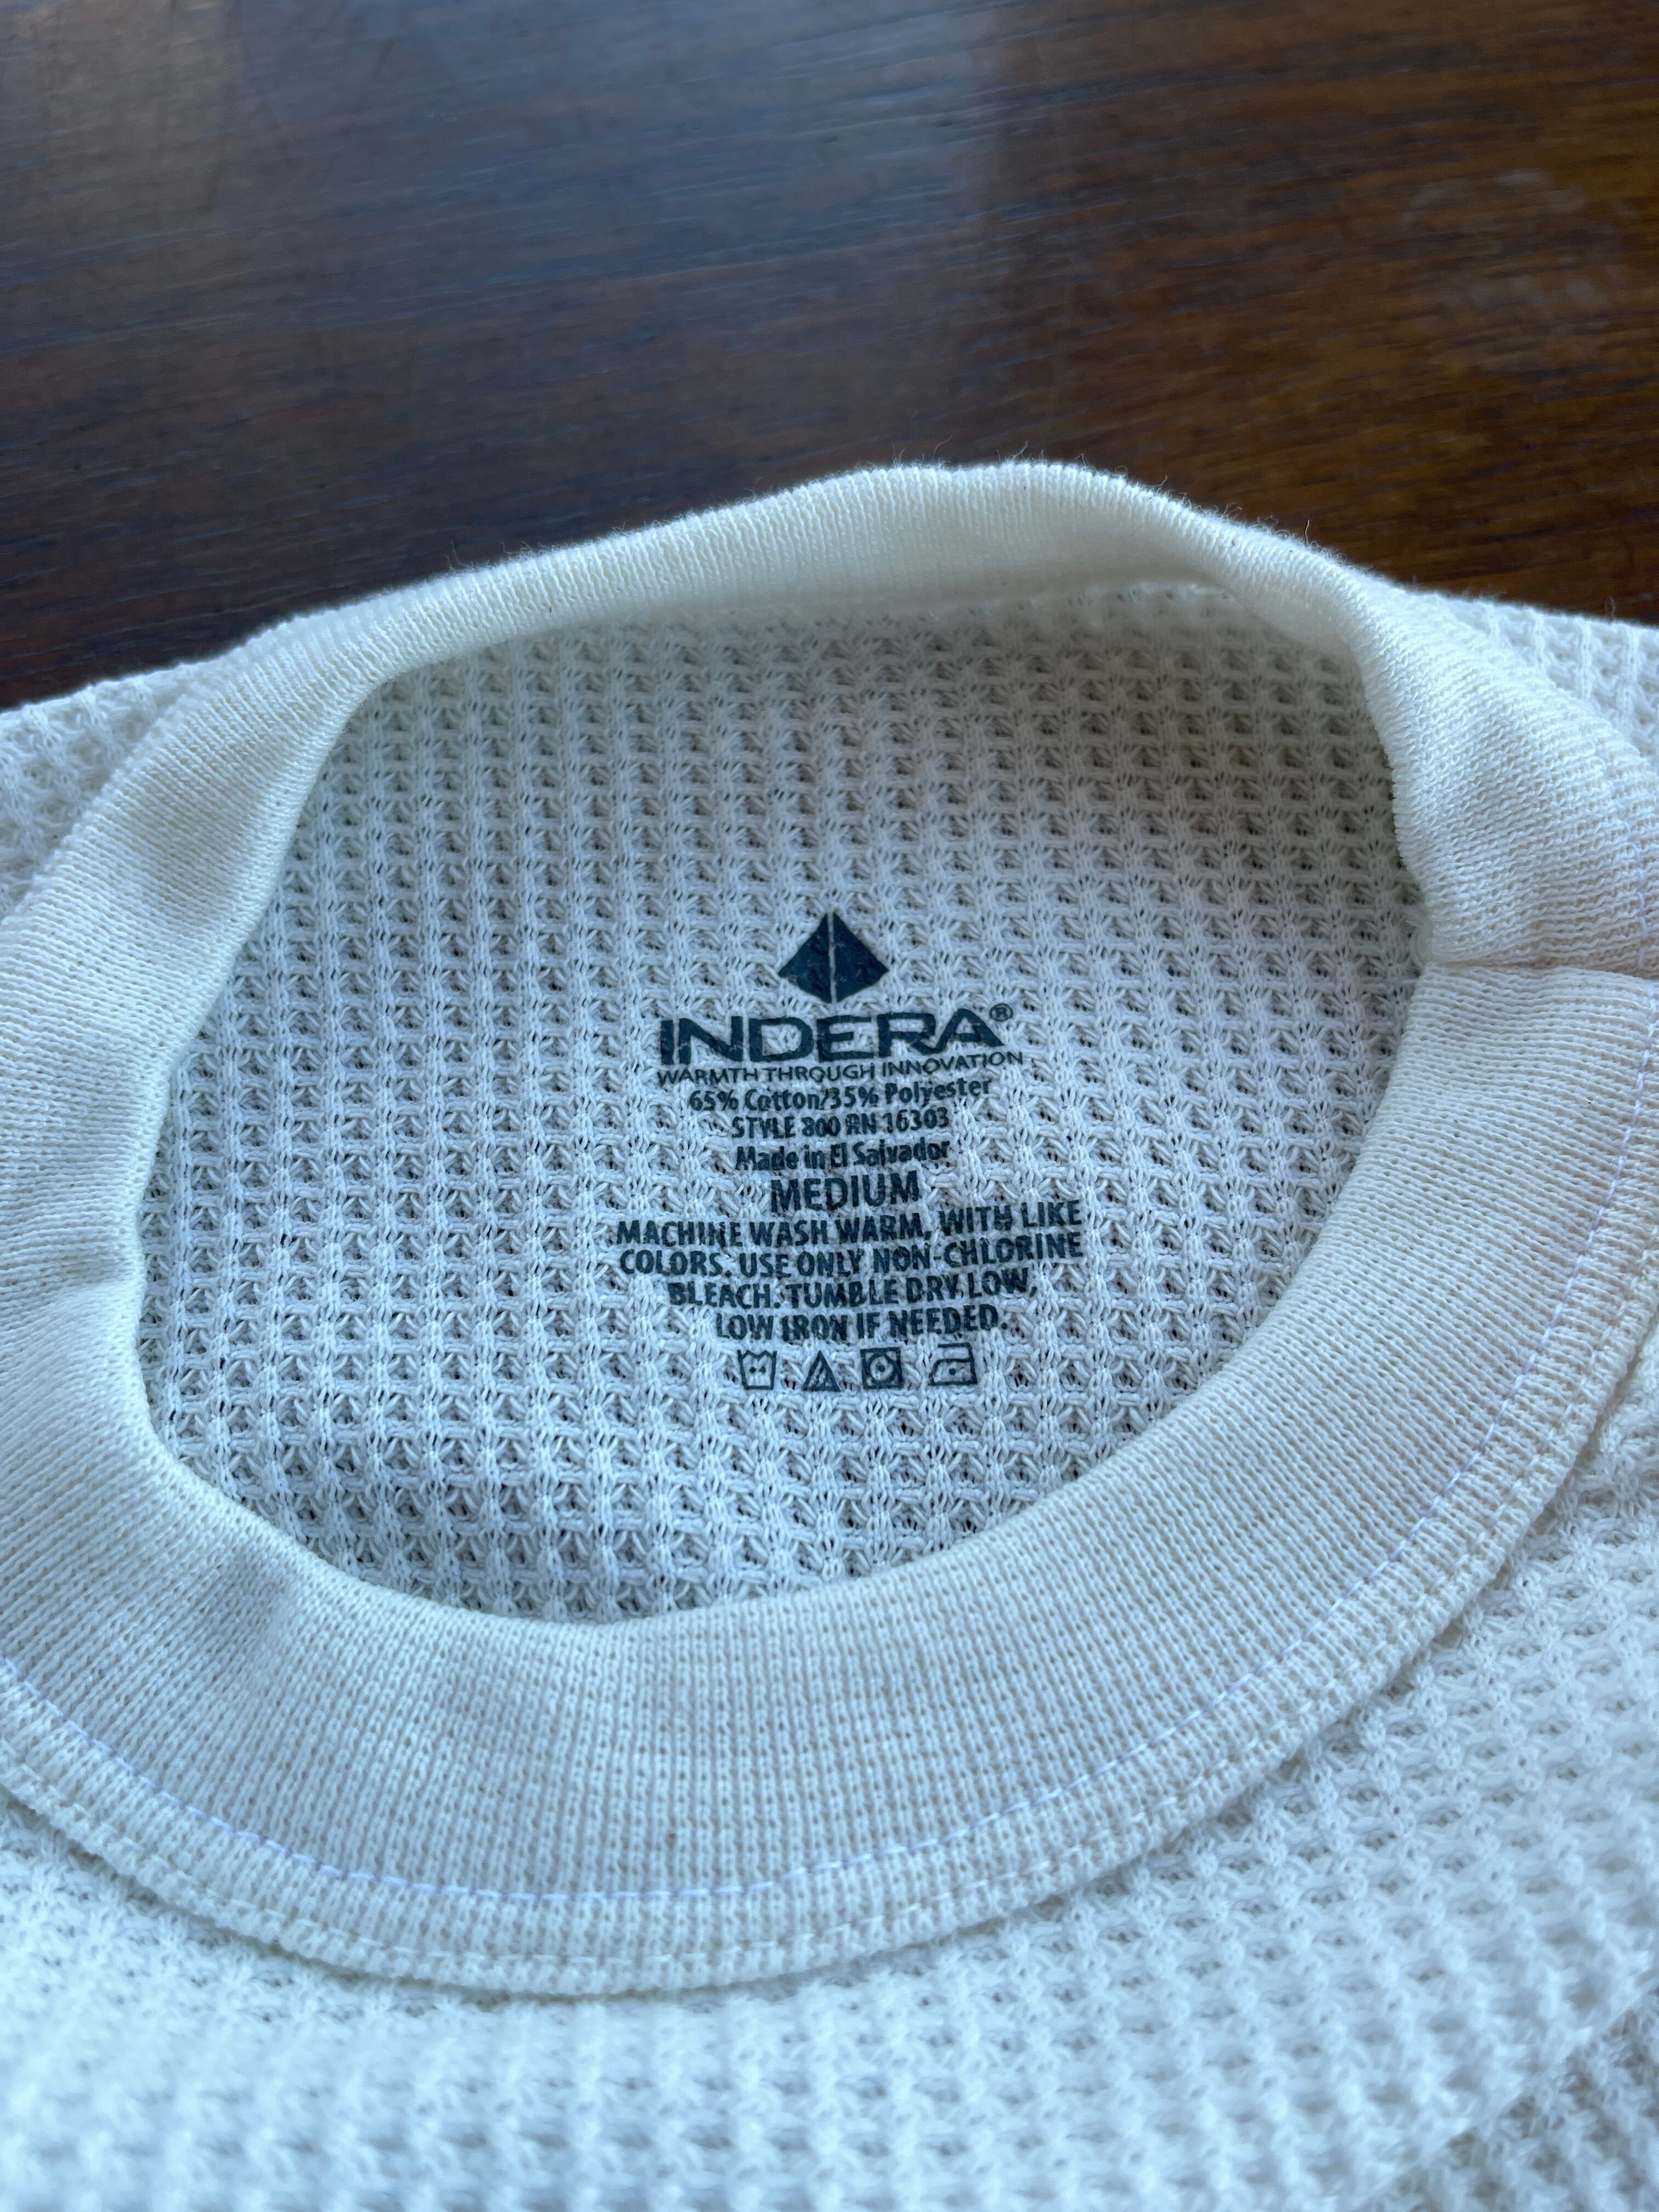 INDERA®
WARMTH THROUGH INNOVATION
65% Cotton/35% Polyester
STYLE 800 RN 16303
Made in El Salvador
MEDIUM
MACHINE WASH WARM, WITH LIKE
COLORS. USE ONLY NON-CHLORINE
BLEACH. TUMBLE DRY LOW,
LOW IRON IF NEEDED.